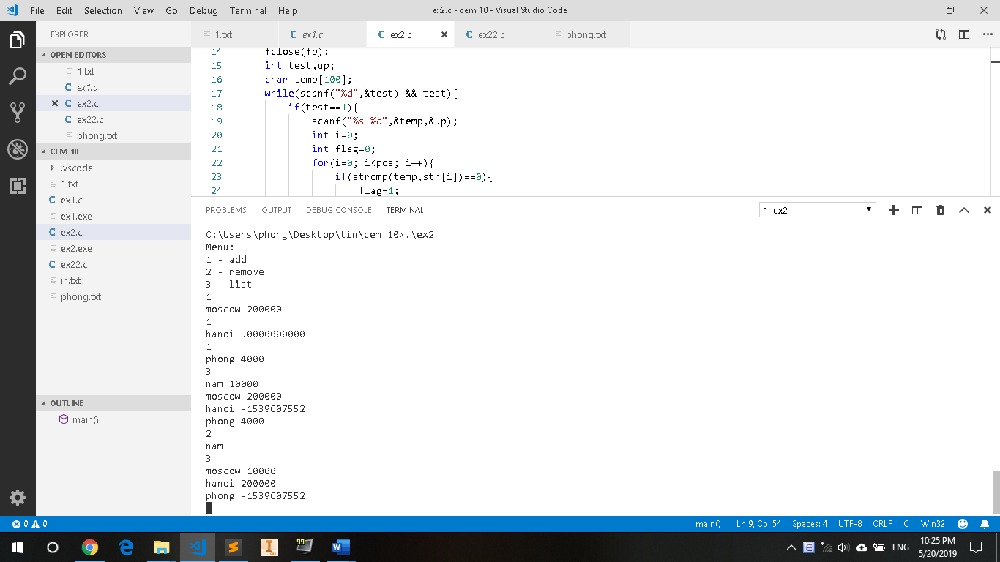 File Edit Selection View Go Debug Terminal Help
ex2.c - cem 10 - Visual Studio Code
EXPLORER
OPEN EDITORS
1.txt
ex1.c
ex2.c
ex22.c
phong.txt
CEM 10
.vscode
1.txt
ex1.c
ex1.exe
ex2.c
ex2.exe
ex22.c
in.txt
phong.txt
OUTLINE
main()
1.txt ex1.c ex2.c ex22.c phong.txt
14 fclose(fp);
15 int test,up;
16 char temp[100];
17 while(scanf("%d",&test) && test){
18 if(test==1){
19 scanf("%s %d",&temp,&up);
20 int i=0;
21 int flag=0;
22 for(i=0; i<pos; i++){
23 if(strcmp(temp,str[i])==0){
24 flag=1;
PROBLEMS OUTPUT DEBUG CONSOLE TERMINAL
1: ex2
C:\Users\phong\Desktop\tin\cem 10>.\ex2
Menu:
1 - add
2 - remove
3 - list
1
moscow 200000
1
hanoi 50000000000
1
phong 4000
3
nam 10000
moscow 200000
hanoi -1539607552
phong 4000
2
nam
3
moscow 10000
hanoi 200000
phong -1539607552
0 0
main() Ln 9, Col 54 Spaces: 4 UTF-8 CRLF C Win32
99+
ENG
10:25 PM
5/20/2019